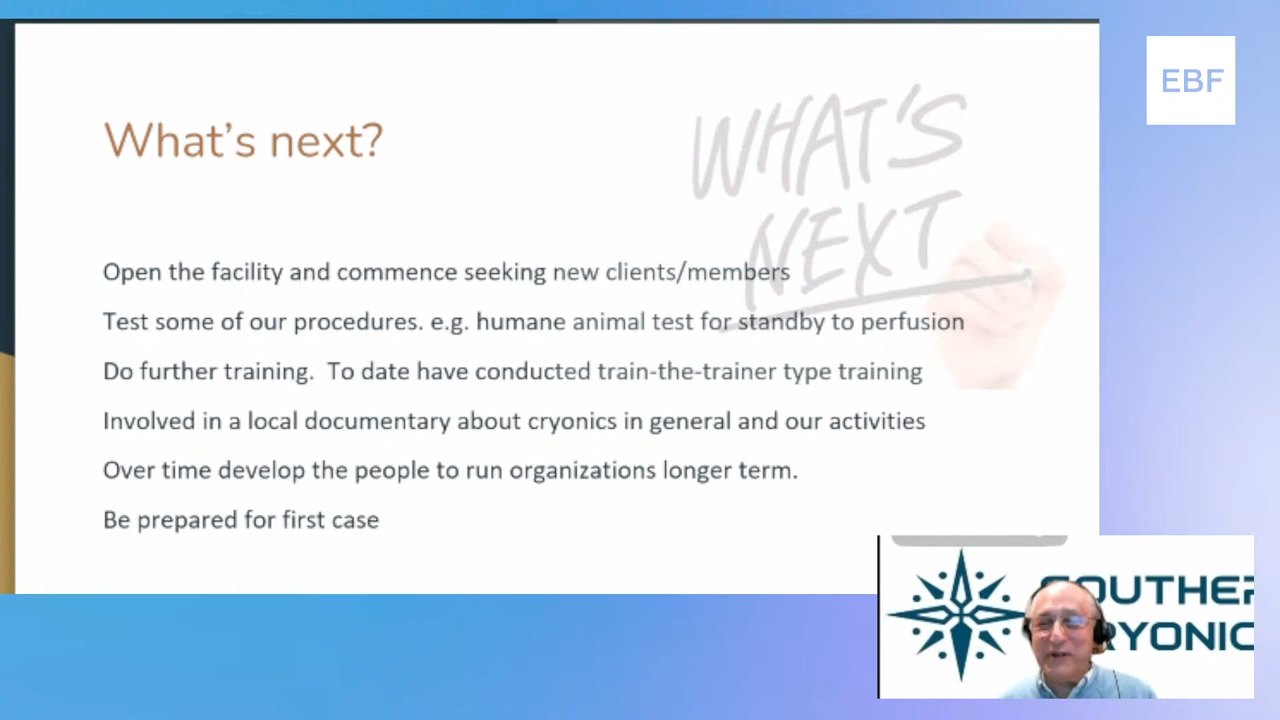 EBF
What's next?
WHAT'S
NEXT
Open the facility and commence seeking new clients/members
Test some of our procedures. e.g. humane animal test for standby to perfusion
Do further training.  To date have conducted train-the-trainer type training
Involved in a local documentary about cryonics in general and our activities
Over time develop the people to run organizations longer term.
Be prepared for first case
SOUTHER
RYONIC